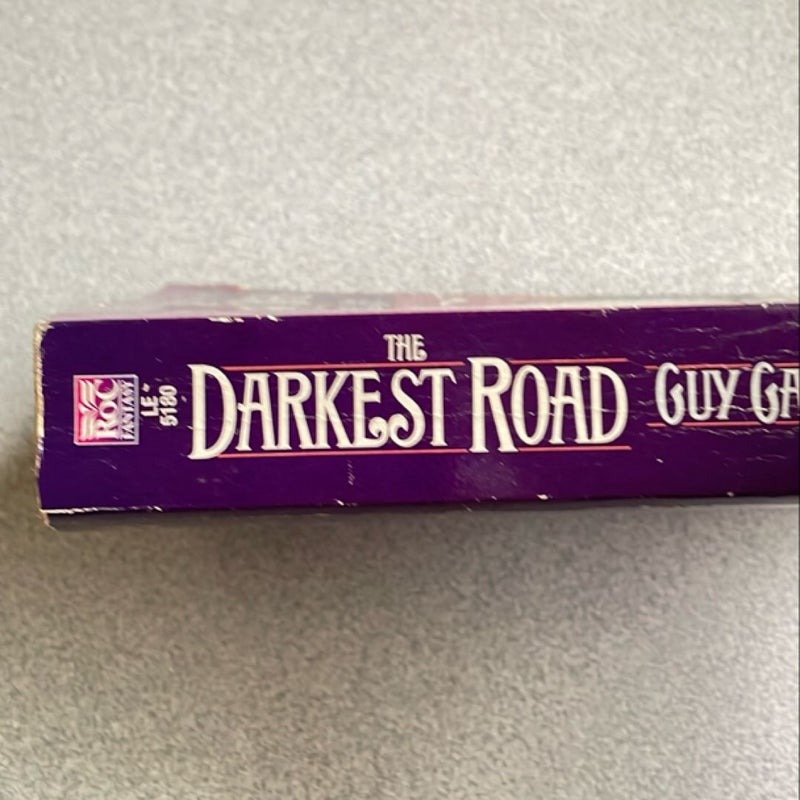 ROC
FANTASY
LE
5180
THE
DARKEST ROAD
GUY GA